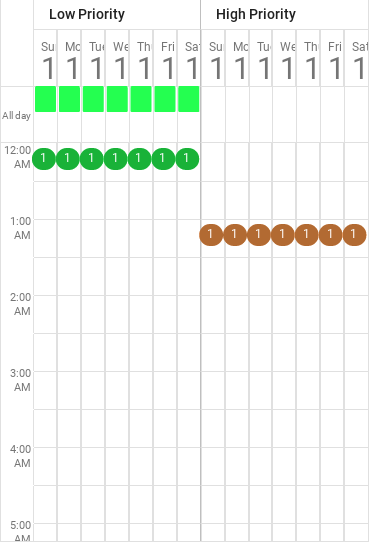 Low Priority High Priority
Su Mo Tue We Th Fri Sat Su Mo Tu We Th Fri Sat
1 1 1 1 1 1 1 1 1 1 1 1 1 1
All day
12:00
AM
1 1 1 1 1 1 1
1:00
AM
1 1 1 1 1 1 1
2:00
AM
3:00
AM
4:00
AM
5:00
AM